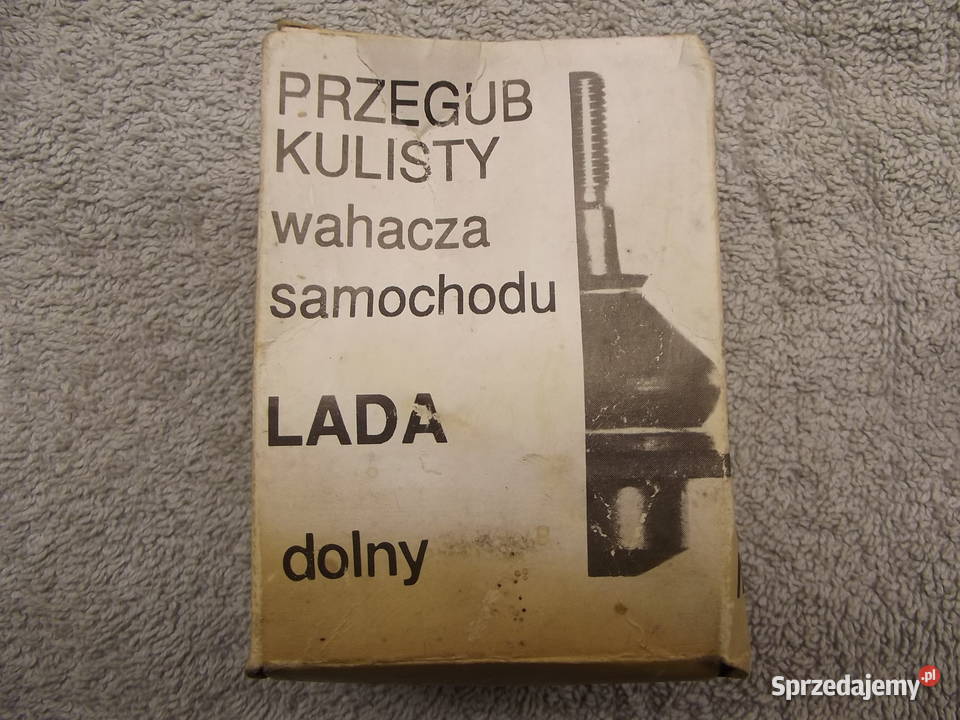 PRZEGUB
KULISTY
wahacza
samochodu
LADA
dolny
Sprzedajemy.pl